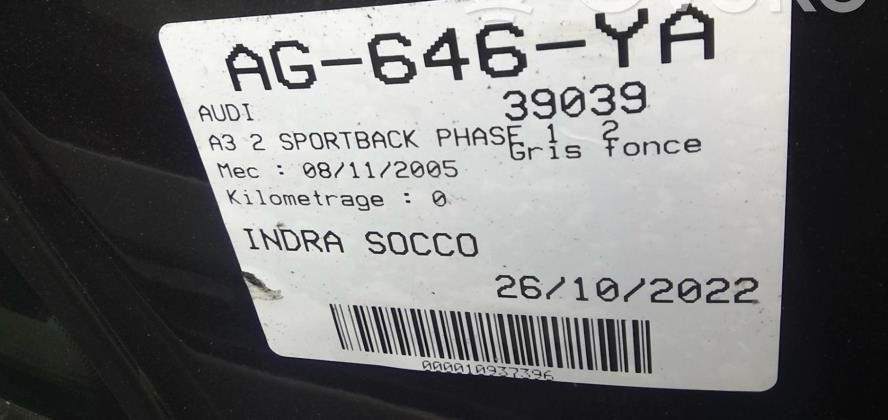 AG-646-YA
AUDI 39039
A3 2 SPORTBACK PHASE 1 2
Gris fonce
Mec : 08/11/2005
Kilometrage : 0
INDRA SOCCO
26/10/2022
000010937396